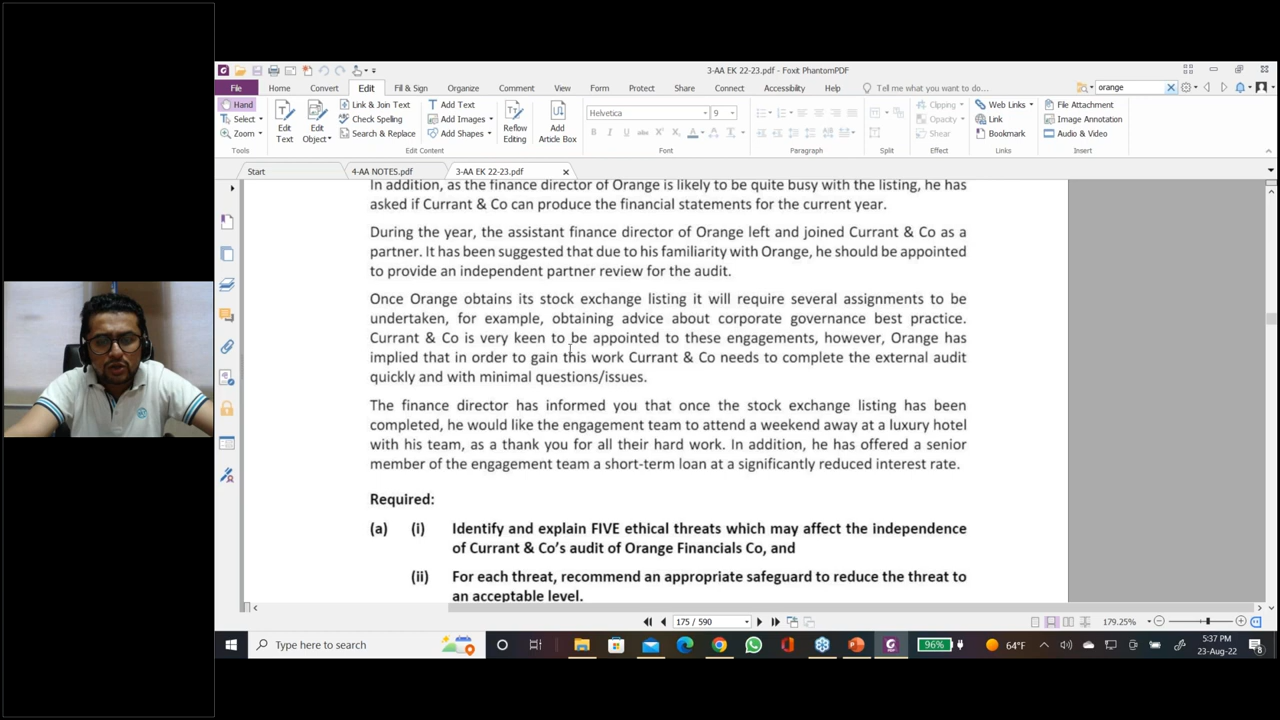 3-AA EK 22-23.pdf - Foxit PhantomPDF
File Home Convert Edit Fill & Sign Organize Comment View Form Protect Share Connect Accessibility Help Tell me what you want to do... orange
Hand Select Zoom Tools
Edit Text Edit Object Link & Join Text Check Spelling Search & Replace Add Text Add Images Add Shapes Reflow Editing Add Article Box Edit Content
Helvetica 9 Font
Paragraph
Split
Clipping Opacity Shear Effect
Web Links Link Bookmark Links
File Attachment Image Annotation Audio & Video Insert
Start 4-AA NOTES.pdf 3-AA EK 22-23.pdf
In addition, as the finance director of Orange is likely to be quite busy with the listing, he has
asked if Currant & Co can produce the financial statements for the current year.
During the year, the assistant finance director of Orange left and joined Currant & Co as a
partner. It has been suggested that due to his familiarity with Orange, he should be appointed
to provide an independent partner review for the audit.
Once Orange obtains its stock exchange listing it will require several assignments to be
undertaken, for example, obtaining advice about corporate governance best practice.
Currant & Co is very keen to be appointed to these engagements, however, Orange has
implied that in order to gain this work Currant & Co needs to complete the external audit
quickly and with minimal questions/issues.
The finance director has informed you that once the stock exchange listing has been
completed, he would like the engagement team to attend a weekend away at a luxury hotel
with his team, as a thank you for all their hard work. In addition, he has offered a senior
member of the engagement team a short-term loan at a significantly reduced interest rate.
Required:
(a) (i) Identify and explain FIVE ethical threats which may affect the independence
of Currant & Co's audit of Orange Financials Co, and
(ii) For each threat, recommend an appropriate safeguard to reduce the threat to
an acceptable level.
175 / 590
179.25%
Type here to search
96%
64°F
5:37 PM
23-Aug-22